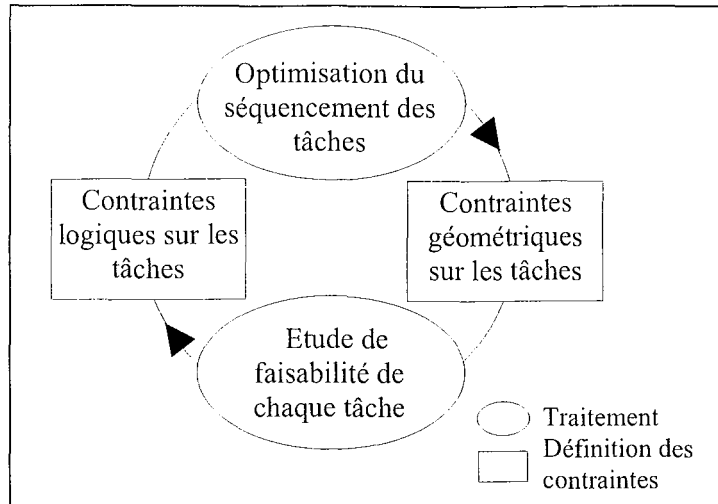 Optimisation du
séquencement des
tâches
Contraintes
logiques sur les
tâches
Contraintes
géométriques
sur les tâches
Etude de
faisabilité de
chaque tâche
Traitement
Définition des
contraintes